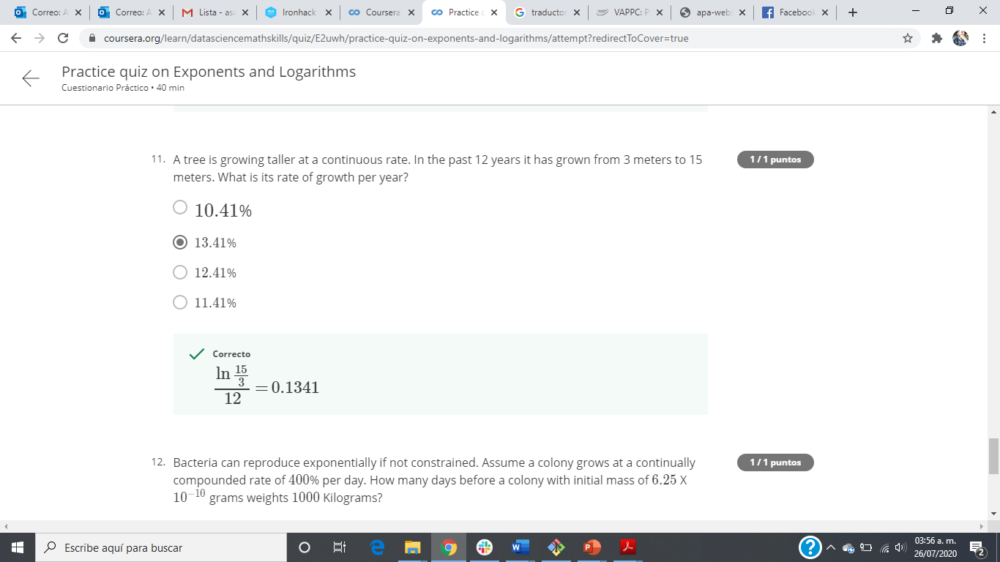 Correo: A
Correo: A
Lista - asa
Ironhack
Coursera
Practice c
traductor
VAPPC: P
apa-webs
Facebook
coursera.org/learn/datasciencemathskills/quiz/E2uwh/practice-quiz-on-exponents-and-logarithms/attempt?redirectToCover=true
Practice quiz on Exponents and Logarithms
Cuestionario Práctico • 40 min
11. A tree is growing taller at a continuous rate. In the past 12 years it has grown from 3 meters to 15
meters. What is its rate of growth per year?
1 / 1 puntos
10.41%
13.41%
12.41%
11.41%
Correcto
ln 15/3
/12 = 0.1341
12. Bacteria can reproduce exponentially if not constrained. Assume a colony grows at a continually
compounded rate of 400% per day. How many days before a colony with initial mass of 6.25 X
10^−10 grams weights 1000 Kilograms?
1 / 1 puntos
Escribe aquí para buscar
03:56 a. m.
26/07/2020
2